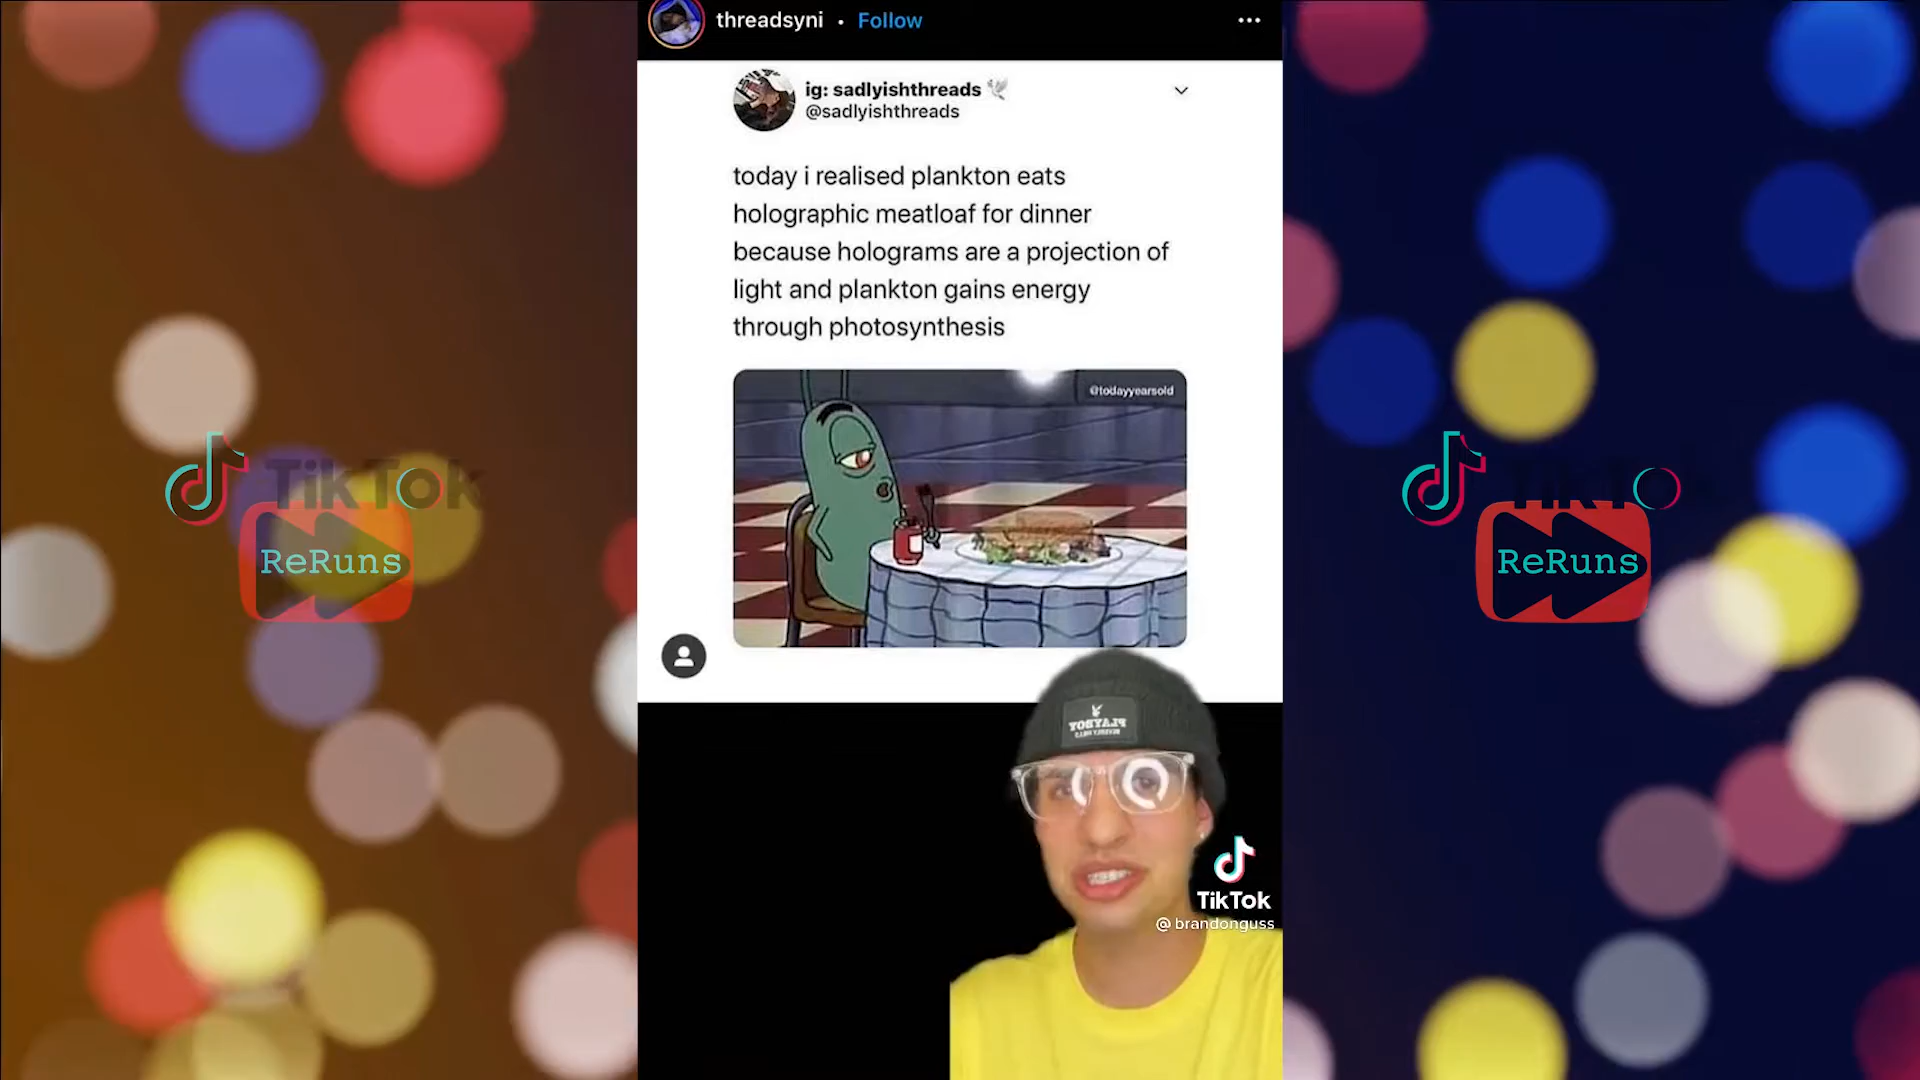 threadsyni • Follow
ig: sadlyishthreads
@sadlyishthreads
today i realised plankton eats
holographic meatloaf for dinner
because holograms are a projection of
light and plankton gains energy
through photosynthesis
@todayyearsold
TikTok
ReRuns
TikTok
ReRuns
PLAYBOY
TikTok
@brandonguss